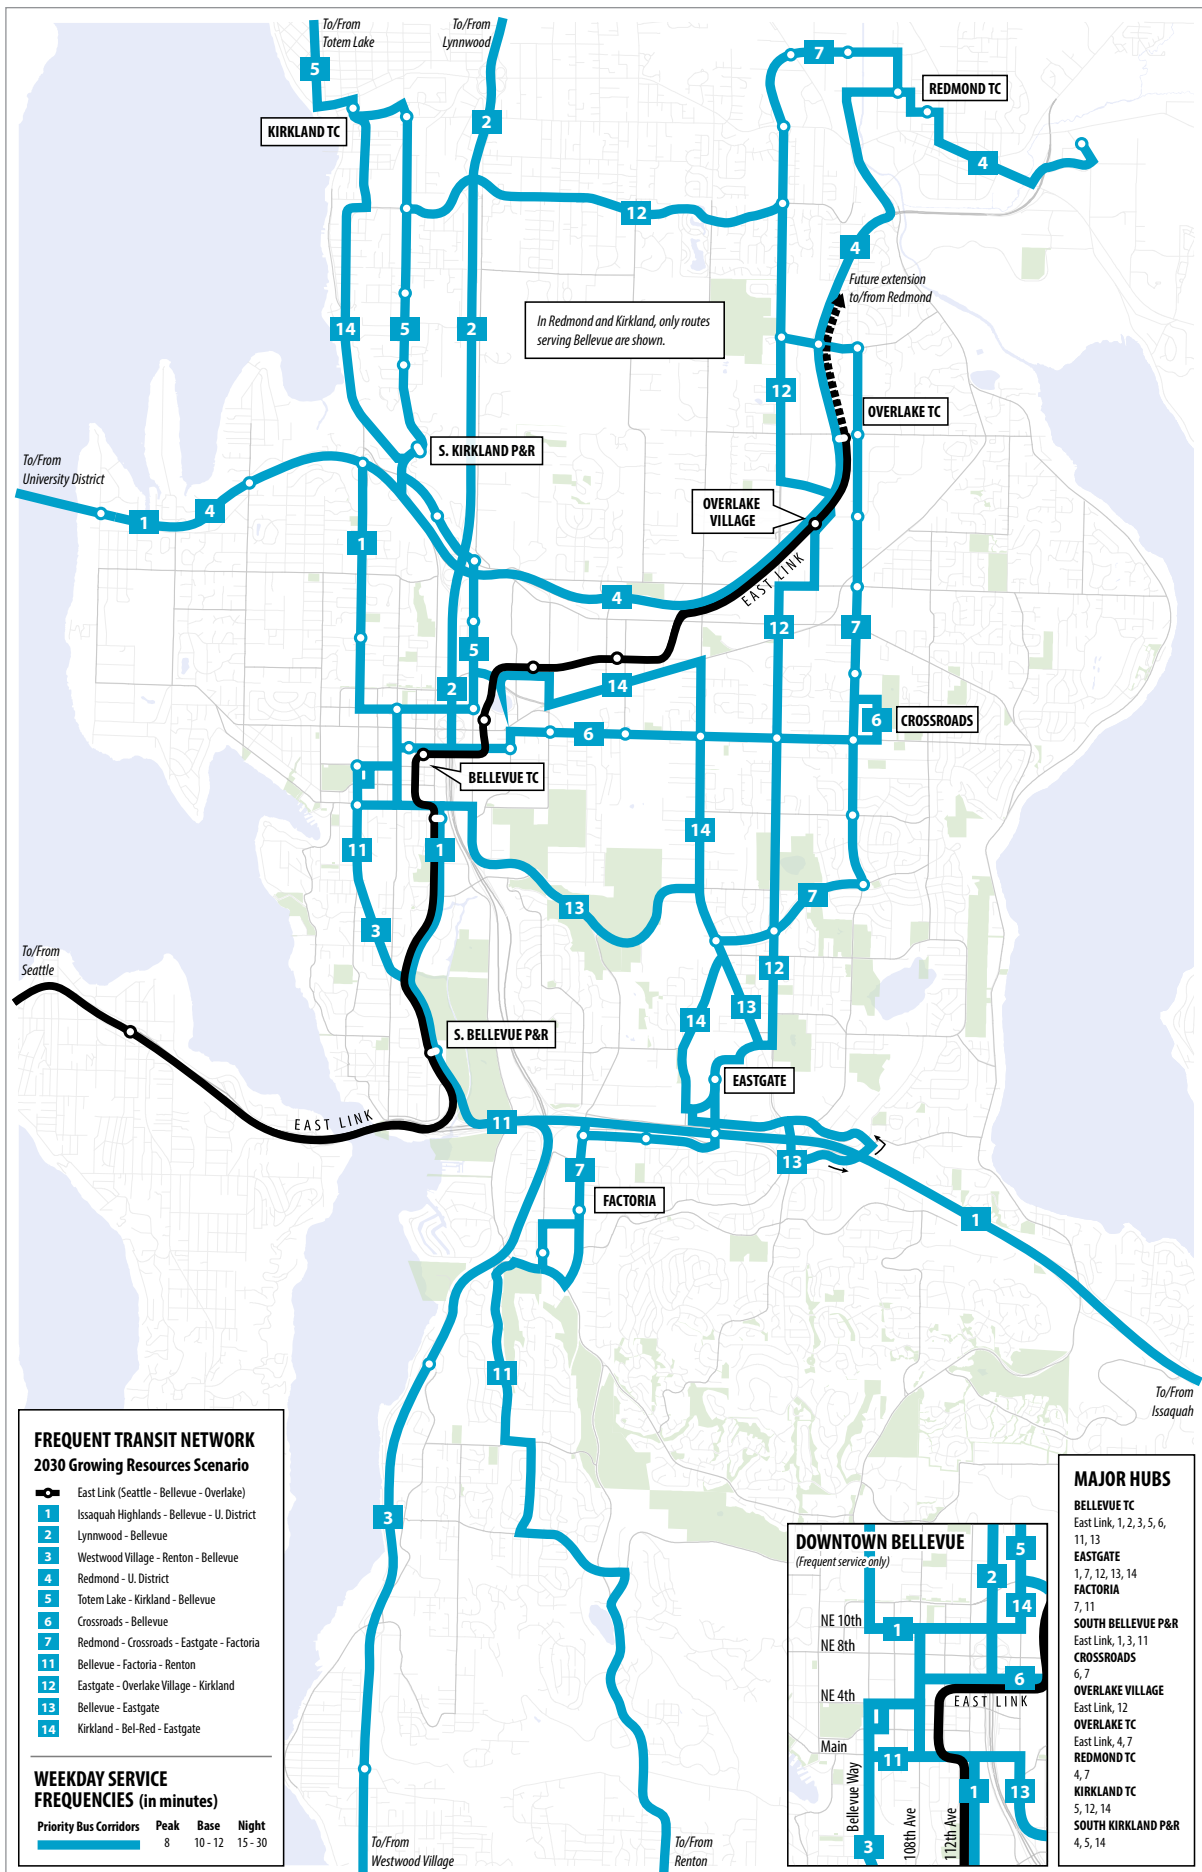 To/From
Totem Lake
To/From
Lynnwood
5
7
REDMOND TC
KIRKLAND TC
2
4
12
4
Future extension
to/from Redmond
In Redmond and Kirkland, only routes
serving Bellevue are shown.
14
5
2
12
OVERLAKE TC
S. KIRKLAND P&R
To/From
University District
OVERLAKE
VILLAGE
1
4
1
EAST LINK
4
12
7
5
2
14
6
CROSSROADS
6
BELLEVUE TC
14
11
1
7
13
3
To/From
Seattle
12
13
14
S. BELLEVUE P&R
EASTGATE
EAST LINK
11
13
7
FACTORIA
1
11
To/From
Issaquah
3
FREQUENT TRANSIT NETWORK
2030 Growing Resources Scenario
East Link (Seattle - Bellevue - Overlake)
1 Issaquah Highlands - Bellevue - U. District
2 Lynnwood - Bellevue
3 Westwood Village - Renton - Bellevue
4 Redmond - U. District
5 Totem Lake - Kirkland - Bellevue
6 Crossroads - Bellevue
7 Redmond - Crossroads - Eastgate - Factoria
11 Bellevue - Factoria - Renton
12 Eastgate - Overlake Village - Kirkland
13 Bellevue - Eastgate
14 Kirkland - Bel-Red - Eastgate
WEEKDAY SERVICE
FREQUENCIES (in minutes)
Priority Bus Corridors Peak Base Night
8 10 - 12 15 - 30
To/From
Westwood Village
To/From
Renton
DOWNTOWN BELLEVUE
(Frequent service only)
5
2
14
NE 10th
1
NE 8th
6
NE 4th
EAST LINK
Main
11
1
13
Bellevue Way
108th Ave
112th Ave
3
MAJOR HUBS
BELLEVUE TC
East Link, 1, 2, 3, 5, 6,
11, 13
EASTGATE
1, 7, 12, 13, 14
FACTORIA
7, 11
SOUTH BELLEVUE P&R
East Link, 1, 3, 11
CROSSROADS
6, 7
OVERLAKE VILLAGE
East Link, 12
OVERLAKE TC
East Link, 4, 7
REDMOND TC
4, 7
KIRKLAND TC
5, 12, 14
SOUTH KIRKLAND P&R
4, 5, 14